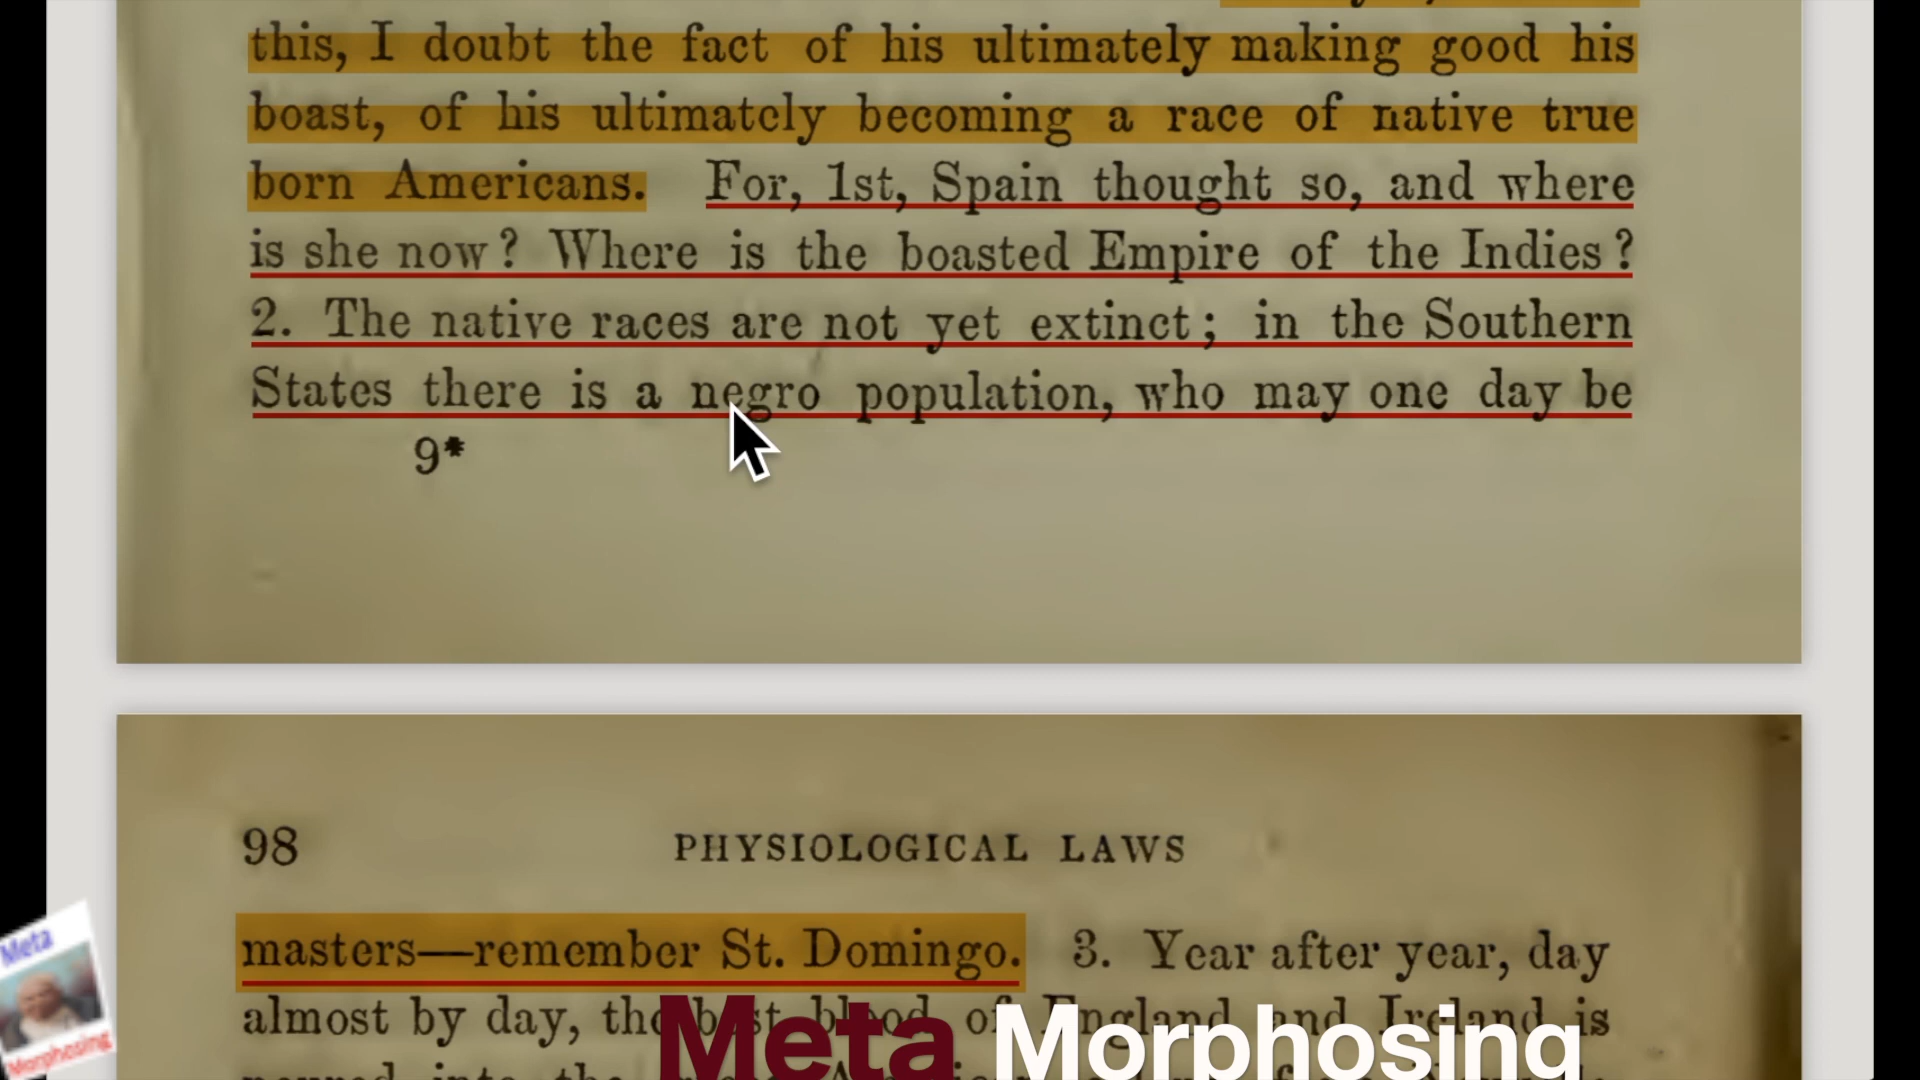 this, I doubt the fact of his ultimately making good his
boast, of his ultimately becoming a race of native true
born Americans. For, 1st, Spain thought so, and where
is she now? Where is the boasted Empire of the Indies?
2. The native races are not yet extinct; in the Southern
States there is a negro population, who may one day be
9*
98 PHYSIOLOGICAL LAWS
masters—remember St. Domingo. 3. Year after year, day
almost by day, the best blood of England and Ireland is
Meta Morphosing
Meta
Morphosing